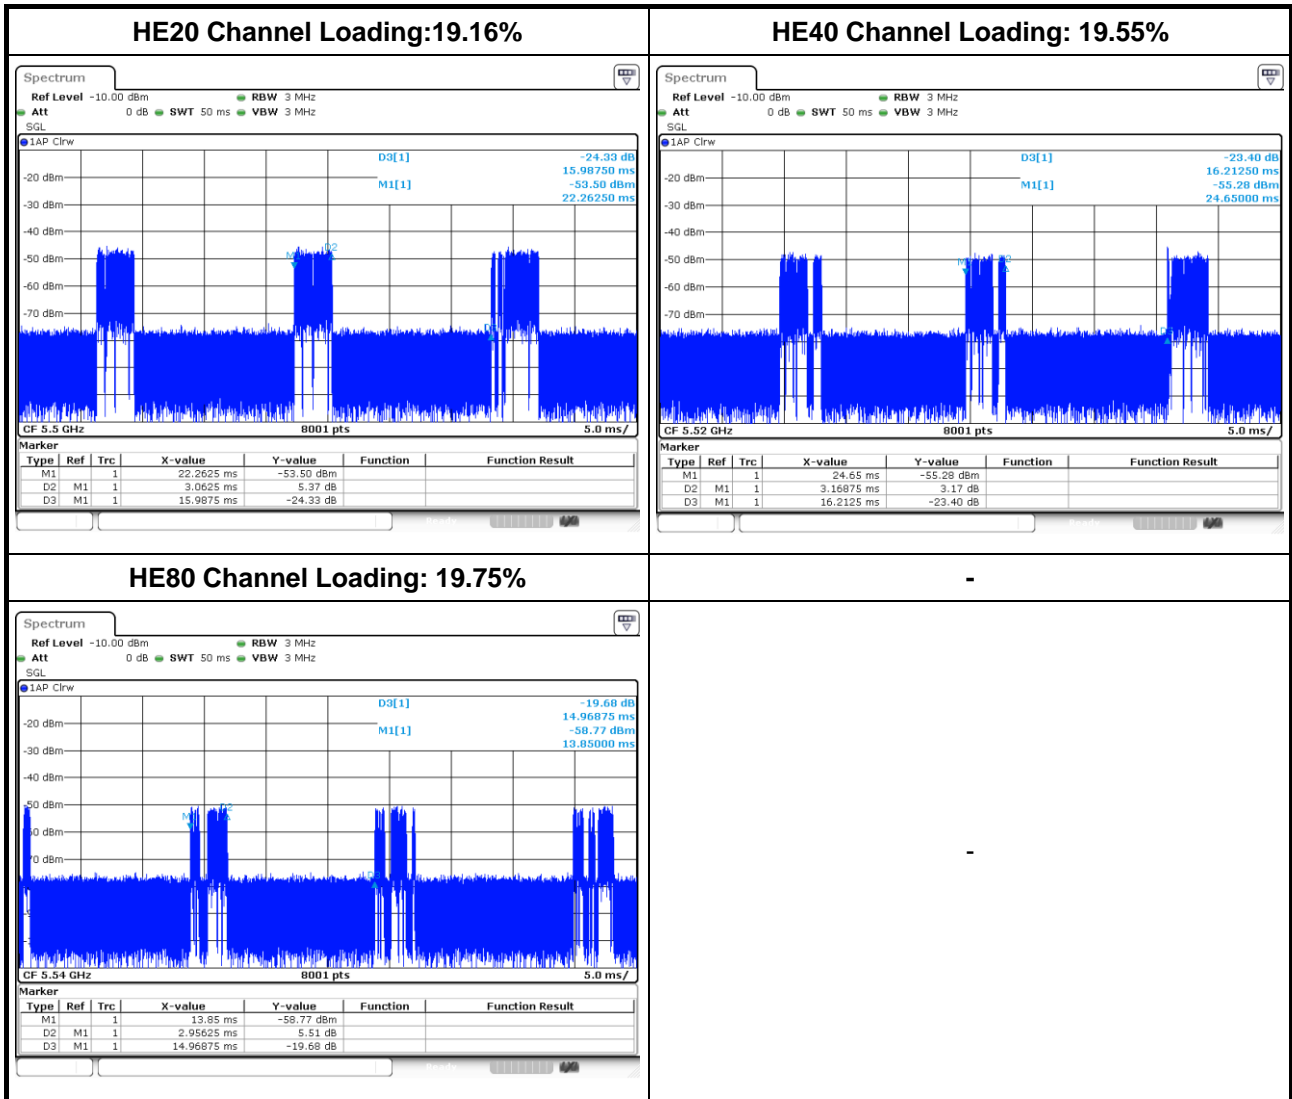 HE20 Channel Loading:19.16%
HE40 Channel Loading: 19.55%
Spectrum
Ref Level -10.00 dBm RBW 3 MHz
Att 0 dB SWT 50 ms VBW 3 MHz
SGL
1AP Clrw
D3[1] -24.33 dB
15.98750 ms
M1[1] -53.50 dBm
22.26250 ms
-20 dBm
-30 dBm
-40 dBm
-50 dBm
-60 dBm
-70 dBm
D2
CF 5.5 GHz 8001 pts 5.0 ms/
Marker
Type Ref Trc X-value Y-value Function Function Result
M1 1 22.2625 ms -53.50 dBm
D2 M1 1 3.0625 ms 5.37 dB
D3 M1 1 15.9875 ms -24.33 dB
Ready
Spectrum
Ref Level -10.00 dBm RBW 3 MHz
Att 0 dB SWT 50 ms VBW 3 MHz
SGL
1AP Clrw
D3[1] -23.40 dB
16.21250 ms
M1[1] -55.28 dBm
24.65000 ms
-20 dBm
-30 dBm
-40 dBm
-50 dBm
-60 dBm
-70 dBm
D2
CF 5.52 GHz 8001 pts 5.0 ms/
Marker
Type Ref Trc X-value Y-value Function Function Result
M1 1 24.65 ms -55.28 dBm
D2 M1 1 3.16875 ms 3.17 dB
D3 M1 1 16.2125 ms -23.40 dB
Ready
HE80 Channel Loading: 19.75%
-
Spectrum
Ref Level -10.00 dBm RBW 3 MHz
Att 0 dB SWT 50 ms VBW 3 MHz
SGL
1AP Clrw
D3[1] -19.68 dB
14.96875 ms
M1[1] -58.77 dBm
13.85000 ms
-20 dBm
-30 dBm
-40 dBm
50 dBm
0 dBm
0 dBm
D2
CF 5.54 GHz 8001 pts 5.0 ms/
Marker
Type Ref Trc X-value Y-value Function Function Result
M1 1 13.85 ms -58.77 dBm
D2 M1 1 2.95625 ms 5.51 dB
D3 M1 1 14.96875 ms -19.68 dB
Ready
-